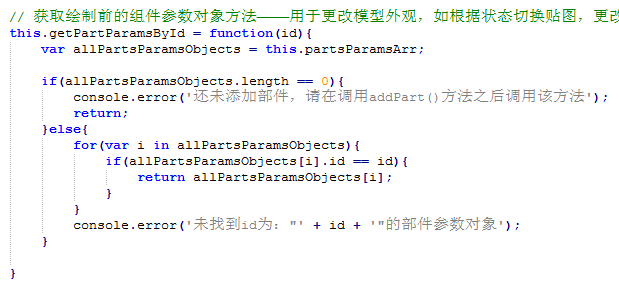 // 获取绘制前的组件参数对象方法————用于更改模型外观，如根据状态切换贴图，更改
this.getPartParamsById = function(id){
var allPartsParamsObjects = this.partsParamsArr;
if(allPartsParamsObjects.length == 0){
console.error('还未添加部件，请在调用addPart()方法之后调用该方法');
return;
}else{
for(var i in allPartsParamsObjects){
if(allPartsParamsObjects[i].id == id){
return allPartsParamsObjects[i];
}
}
console.error('未找到id为："' + id + '"的部件参数对象');
}
}